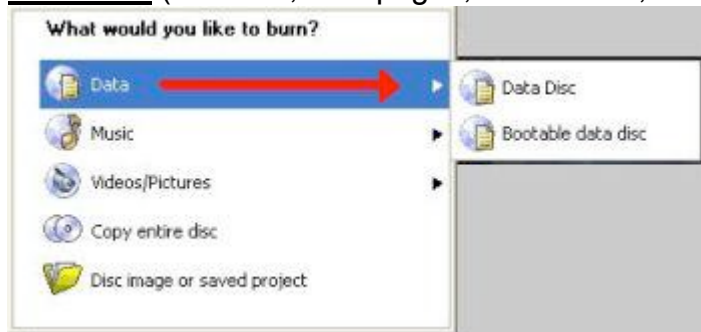 What would you like to burn?
Data
Data Disc
Music
Bootable data disc
Videos/Pictures
Copy entire disc
Disc image or saved project